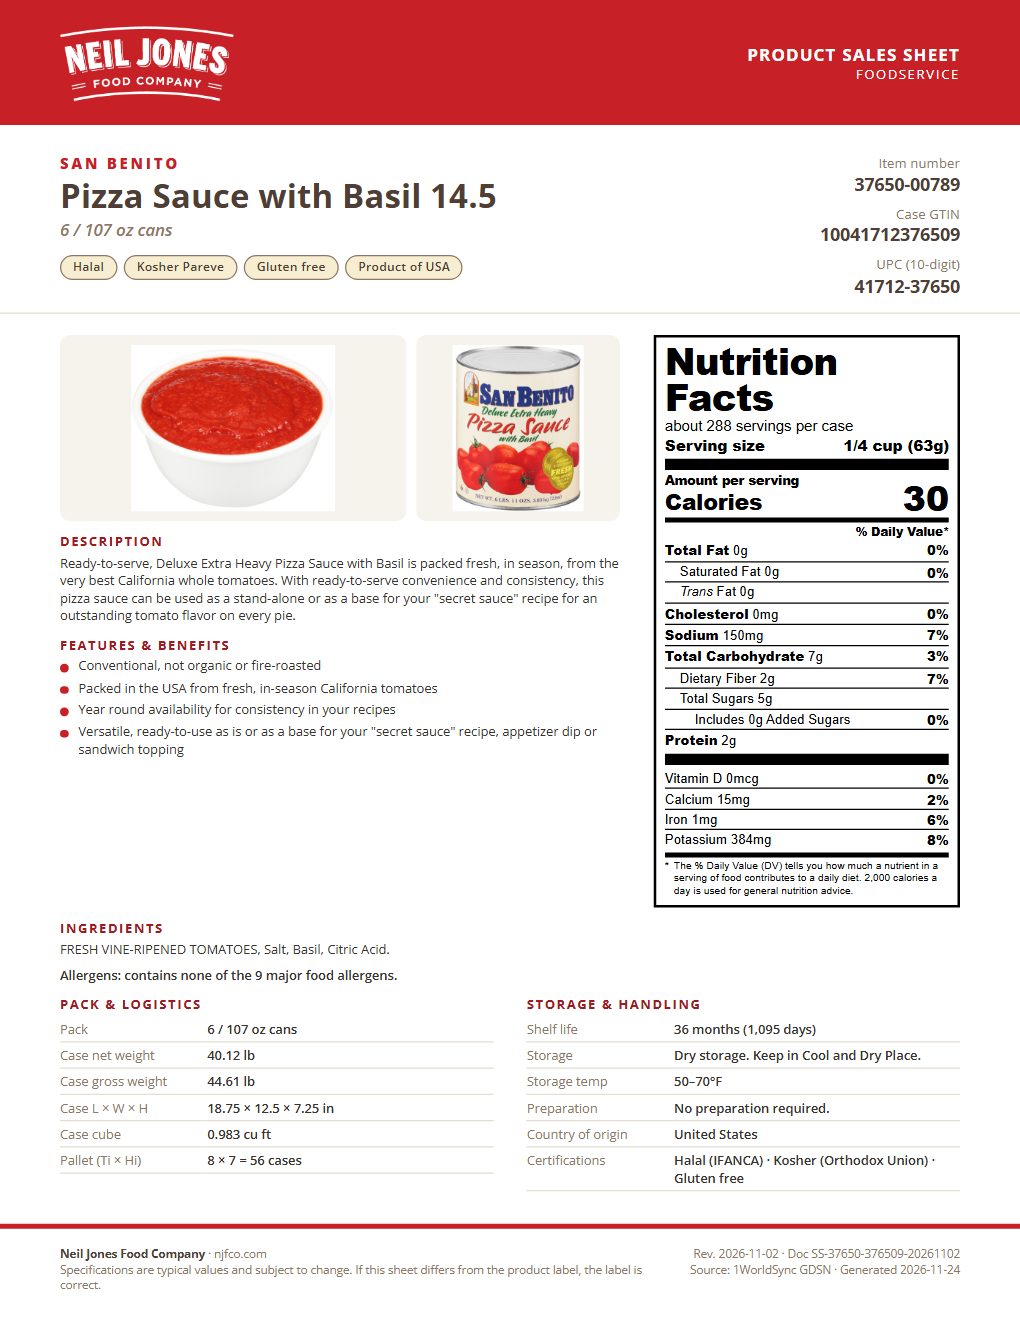 NEIL JONES
FOOD COMPANY
PRODUCT SALES SHEET
FOODSERVICE
SAN BENITO
Pizza Sauce with Basil 14.5
6 / 107 oz cans
Halal
Kosher Pareve
Gluten free
Product of USA
Item number
37650-00789
Case GTIN
10041712376509
UPC (10-digit)
41712-37650
SAN BENITO
Deluxe Extra Heavy
Pizza Sauce
with Basil
FRESH
DESCRIPTION
Ready-to-serve, Deluxe Extra Heavy Pizza Sauce with Basil is packed fresh, in season, from the
very best California whole tomatoes. With ready-to-serve convenience and consistency, this
pizza sauce can be used as a stand-alone or as a base for your "secret sauce" recipe for an
outstanding tomato flavor on every pie.
FEATURES & BENEFITS
Conventional, not organic or fire-roasted
Packed in the USA from fresh, in-season California tomatoes
Year round availability for consistency in your recipes
Versatile, ready-to-use as is or as a base for your "secret sauce" recipe, appetizer dip or
sandwich topping
Nutrition
Facts
about 288 servings per case
Serving size 1/4 cup (63g)
Amount per serving
Calories 30
% Daily Value*
Total Fat 0g 0%
Saturated Fat 0g 0%
Trans Fat 0g
Cholesterol 0mg 0%
Sodium 150mg 7%
Total Carbohydrate 7g 3%
Dietary Fiber 2g 7%
Total Sugars 5g
Includes 0g Added Sugars 0%
Protein 2g
Vitamin D 0mcg 0%
Calcium 15mg 2%
Iron 1mg 6%
Potassium 384mg 8%
* The % Daily Value (DV) tells you how much a nutrient in a
serving of food contributes to a daily diet. 2,000 calories a
day is used for general nutrition advice.
INGREDIENTS
FRESH VINE-RIPENED TOMATOES, Salt, Basil, Citric Acid.
Allergens: contains none of the 9 major food allergens.
PACK & LOGISTICS
Pack 6 / 107 oz cans
Case net weight 40.12 lb
Case gross weight 44.61 lb
Case L × W × H 18.75 × 12.5 × 7.25 in
Case cube 0.983 cu ft
Pallet (Ti × Hi) 8 × 7 = 56 cases
STORAGE & HANDLING
Shelf life 36 months (1,095 days)
Storage Dry storage. Keep in Cool and Dry Place.
Storage temp 50–70°F
Preparation No preparation required.
Country of origin United States
Certifications Halal (IFANCA) · Kosher (Orthodox Union) ·
Gluten free
Neil Jones Food Company · njfco.com
Specifications are typical values and subject to change. If this sheet differs from the product label, the label is
correct.
Rev. 2026-11-02 · Doc SS-37650-376509-20261102
Source: 1WorldSync GDSN · Generated 2026-11-24